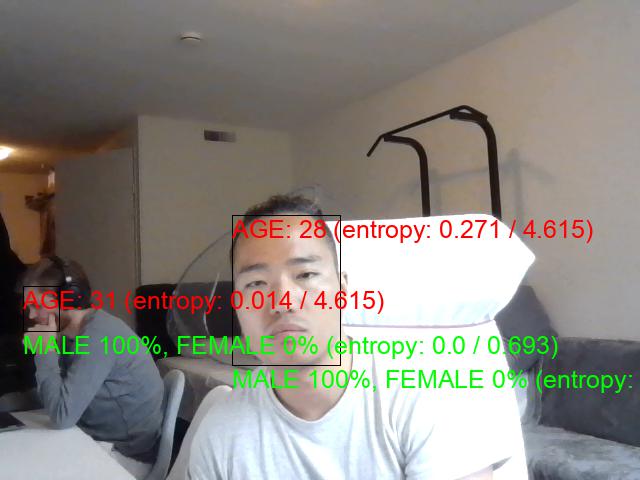 AGE: 28 (entropy: 0.271 / 4.615)
AGE: 31 (entropy: 0.014 / 4.615)
MALE 100%, FEMALE 0% (entropy: 0.0 / 0.693)
MALE 100%, FEMALE 0% (entropy: